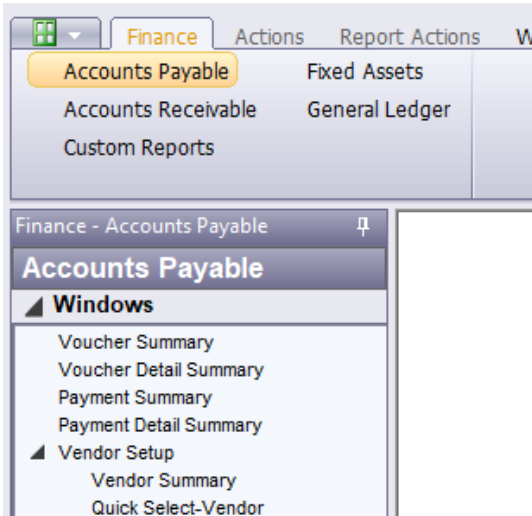 Finance Actions Report Actions
Accounts Payable Fixed Assets
Accounts Receivable General Ledger
Custom Reports
Finance - Accounts Payable
Accounts Payable
Windows
Voucher Summary
Voucher Detail Summary
Payment Summary
Payment Detail Summary
Vendor Setup
Vendor Summary
Quick Select-Vendor